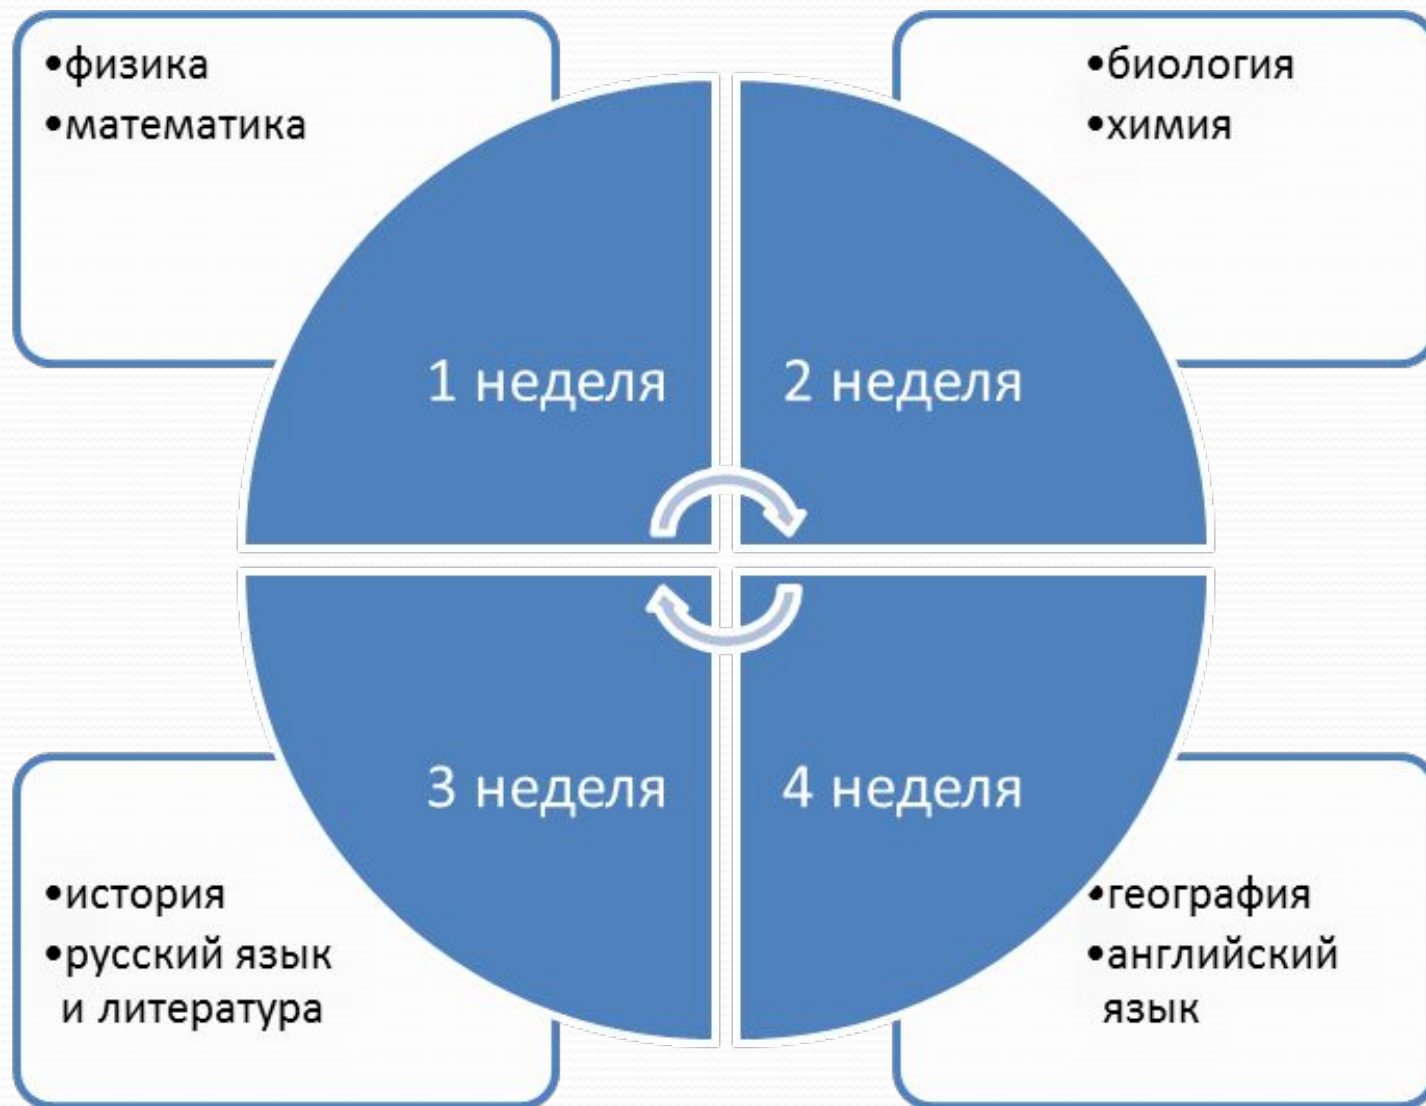 •физика
•математика
•биология
•химия
1 неделя
2 неделя
3 неделя
4 неделя
•история
•русский язык
и литература
•география
•английский
язык